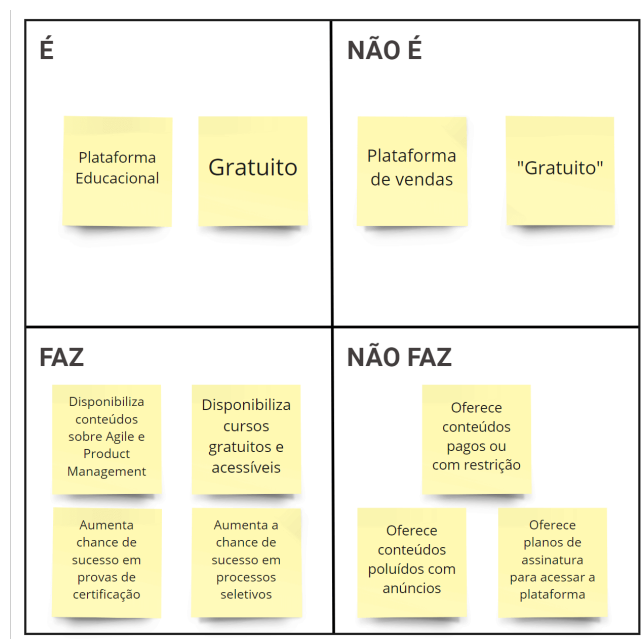 É
Plataforma
Educacional
Gratuito
NÃO É
Plataforma
de vendas
"Gratuito"
FAZ
Disponibiliza
conteúdos
sobre Agile e
Product
Management
Disponibiliza
cursos
gratuitos e
acessíveis
Aumenta
chance de
sucesso em
provas de
certificação
Aumenta a
chance de
sucesso em
processos
seletivos
NÃO FAZ
Oferece
conteúdos
pagos ou
com restrição
Oferece
conteúdos
poluídos com
anúncios
Oferece
planos de
assinatura
para acessar a
plataforma